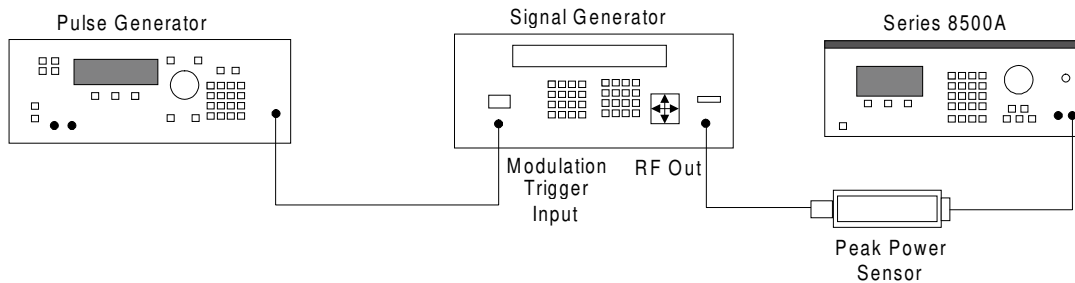 Pulse Generator
Signal Generator
Series 8500A
Modulation
Trigger
Input
RF Out
Peak Power
Sensor